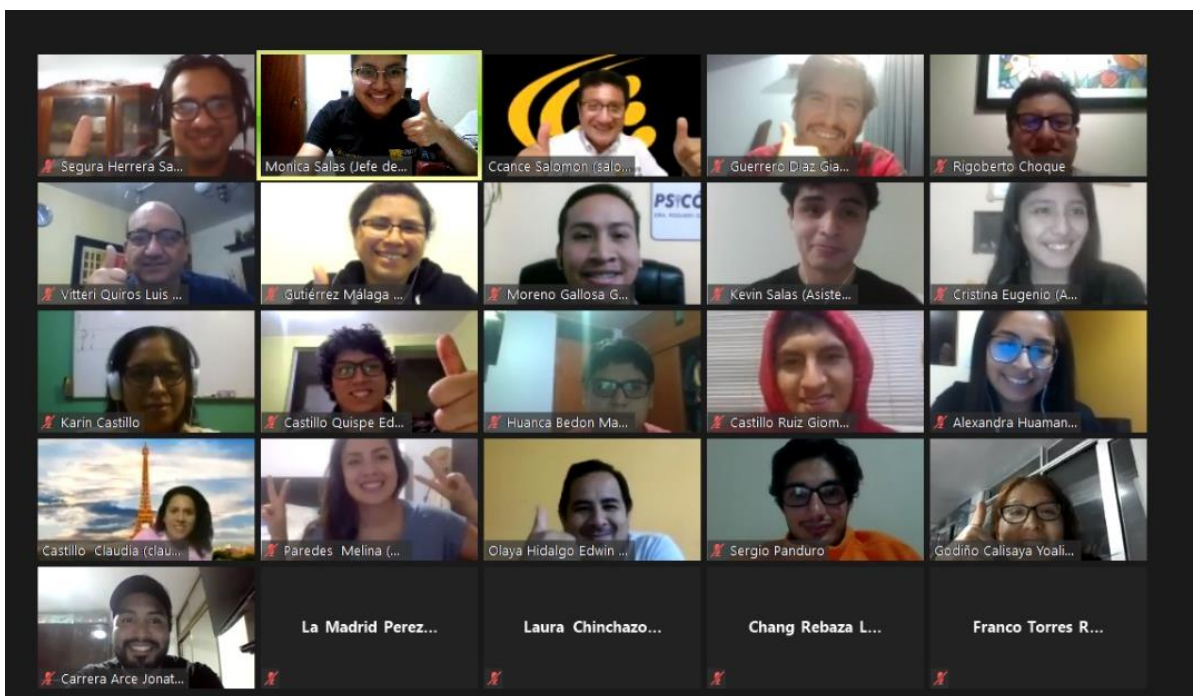 Segura Herrera Sa...
Monica Salas (Jefe de...
Ccance Salomon (salo...
Guerrero Diaz Gia...
Rigoberto Choque
PSICÓ
Vitteri Quiros Luis ...
Gutiérrez Málaga ...
Moreno Gallosa G...
Kevin Salas (Asiste...
Cristina Eugenio (A...
Karin Castillo
Castillo Quispe Ed...
Huanca Bedon Ma...
Castillo Ruiz Giom...
Alexandra Huaman...
Castillo Claudia (clau...
Paredes Melina (...
Olaya Hidalgo Edwin ...
Sergio Panduro
Godiño Calisaya Yoali...
Carrera Arce Jonat...
La Madrid Perez...
Laura Chinchazo...
Chang Rebaza L...
Franco Torres R...